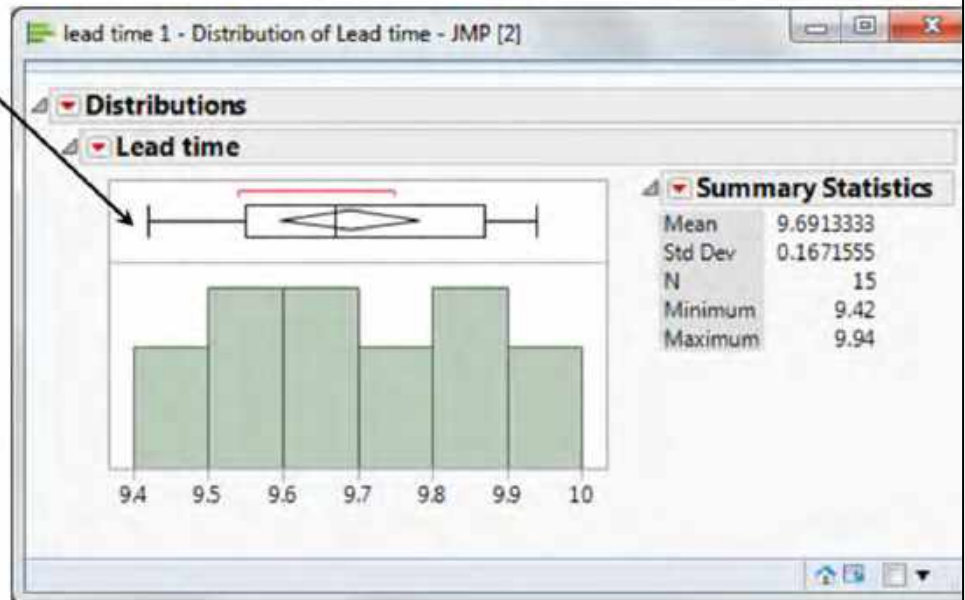 lead time 1 - Distribution of Lead time - JMP [2]
Distributions
Lead time
Summary Statistics
Mean 9.6913333
Std Dev 0.1671555
N 15
Minimum 9.42
Maximum 9.94
9.4 9.5 9.6 9.7 9.8 9.9 10